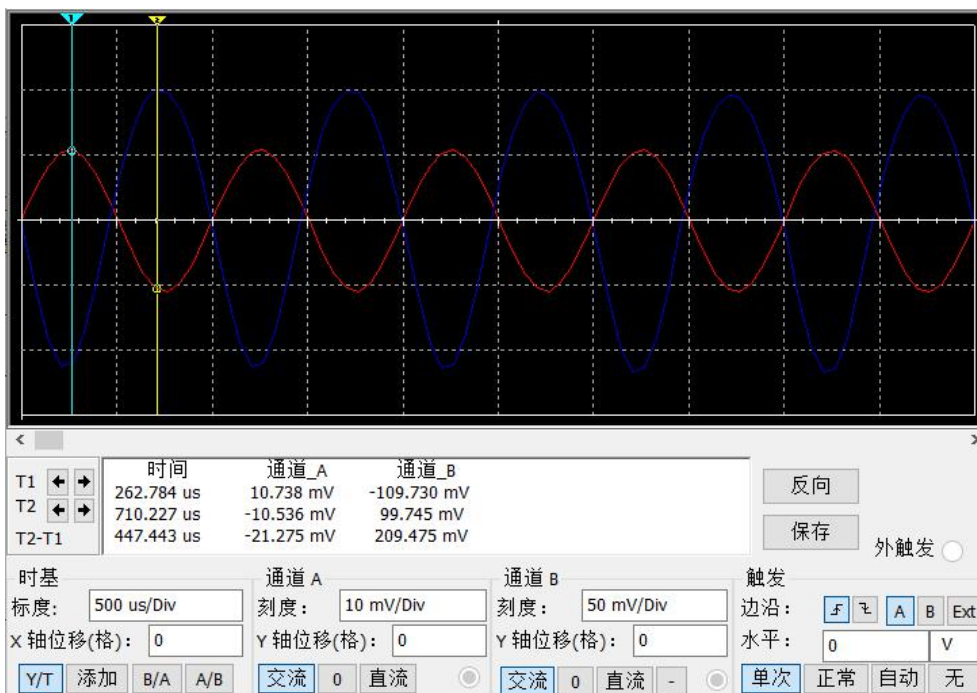 1 2
时间 通道_A 通道_B
T1 262.784 us 10.738 mV -109.730 mV
T2 710.227 us -10.536 mV 99.745 mV
T2-T1 447.443 us -21.275 mV 209.475 mV
反向
保存
外触发
时基
标度: 500 us/Div
X 轴位移(格): 0
Y/T 添加 B/A A/B
通道 A
刻度: 10 mV/Div
Y 轴位移(格): 0
交流 0 直流
通道 B
刻度: 50 mV/Div
Y 轴位移(格): 0
交流 0 直流 -
触发
边沿: A B Ext
水平: 0 V
单次 正常 自动 无